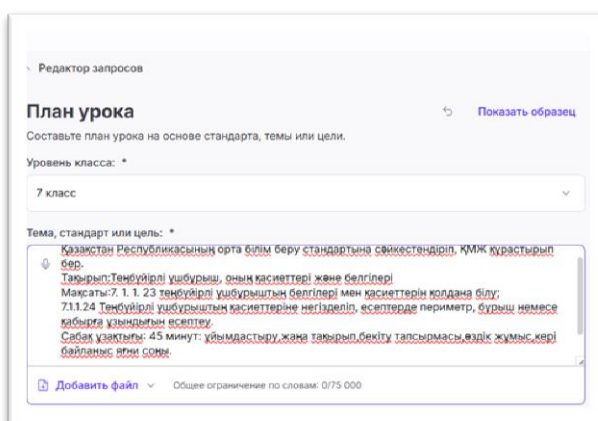 Редактор запросов
План урока
Показать образец
Составьте план урока на основе стандарта, темы или цели.
Уровень класса: *
7 класс
Тема, стандарт или цель: *
Қазақстан Республикасының орта білім беру стандартына сәйкестендіріп, ҚМЖ құрастырып
бер.
Тақырып:Теңбүйірлі үшбұрыш, оның қасиеттері және белгілері
Мақсаты:7. 1. 1. 23 теңбүйірлі үшбұрыштың белгілері мен қасиеттерін қолдана білу;
7.1.1.24 Теңбүйірлі үшбұрыштың қасиеттеріне негізделіп, есептерде периметр, бұрыш немесе
қабырға ұзындығын есептеу.
Сабақ ұзақтығы: 45 минут: ұйымдастыру,жаңа тақырып,бекіту тапсырмасы,өздік жұмыс,кері
байланыс яғни соңы.
Добавить файл
Общее ограничение по словам: 0/75 000